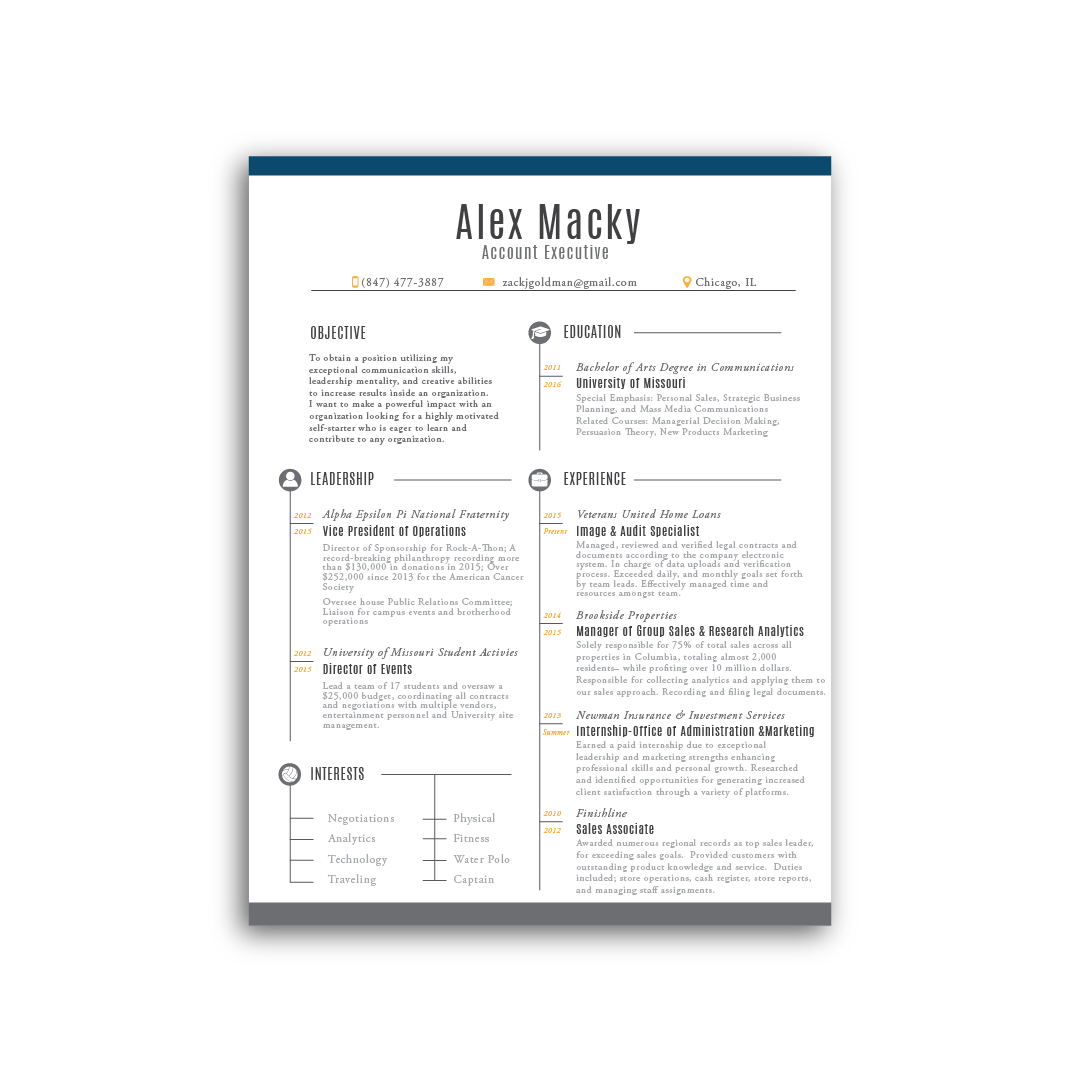 Alex Macky
Account Executive
(847) 477-3887 zackjgoldman@gmail.com Chicago, IL
OBJECTIVE
To obtain a position utilizing my
exceptional communication skills,
leadership mentality, and creative abilities
to increase results inside an organization.
I want to make a powerful impact with an
organization looking for a highly motivated
self-starter who is eager to learn and
contribute to any organization.
EDUCATION
2011 Bachelor of Arts Degree in Communications
2016 University of Missouri
Special Emphasis: Personal Sales, Strategic Business
Planning, and Mass Media Communications
Related Courses: Managerial Decision Making,
Persuasion Theory, New Products Marketing
LEADERSHIP
2012 Alpha Epsilon Pi National Fraternity
2015 Vice President of Operations
Director of Sponsorship for Rock-A-Thon; A
record-breaking philanthropy recording more
than $130,000 in donations in 2015; Over
$252,000 since 2013 for the American Cancer
Society
Oversee house Public Relations Committee;
Liaison for campus events and brotherhood
operations
2012 University of Missouri Student Activies
2015 Director of Events
Lead a team of 17 students and oversaw a
$25,000 budget, coordinating all contracts
and negotiations with multiple vendors,
entertainment personnel and University site
management.
INTERESTS
Negotiations Physical
Analytics Fitness
Technology Water Polo
Traveling Captain
EXPERIENCE
2015 Veterans United Home Loans
Present Image & Audit Specialist
Managed, reviewed and verified legal contracts and
documents according to the company electronic
system. In charge of data uploads and verification
process. Exceeded daily, and monthly goals set forth
by team leads. Effectively managed time and
resources amongst team.
2014 Brookside Properties
2015 Manager of Group Sales & Research Analytics
Solely responsible for 75% of total sales across all
properties in Columbia, totaling almost 2,000
residents– while profiting over 10 million dollars.
Responsible for collecting analytics and applying them to
our sales approach. Recording and filing legal documents.
2013 Newman Insurance & Investment Services
Summer Internship-Office of Administration &Marketing
Earned a paid internship due to exceptional
leadership and marketing strengths enhancing
professional skills and personal growth. Researched
and identified opportunities for generating increased
client satisfaction through a variety of platforms.
2010 Finishline
2012 Sales Associate
Awarded numerous regional records as top sales leader,
for exceeding sales goals. Provided customers with
outstanding product knowledge and service. Duties
included; store operations, cash register, store reports,
and managing staff assignments.